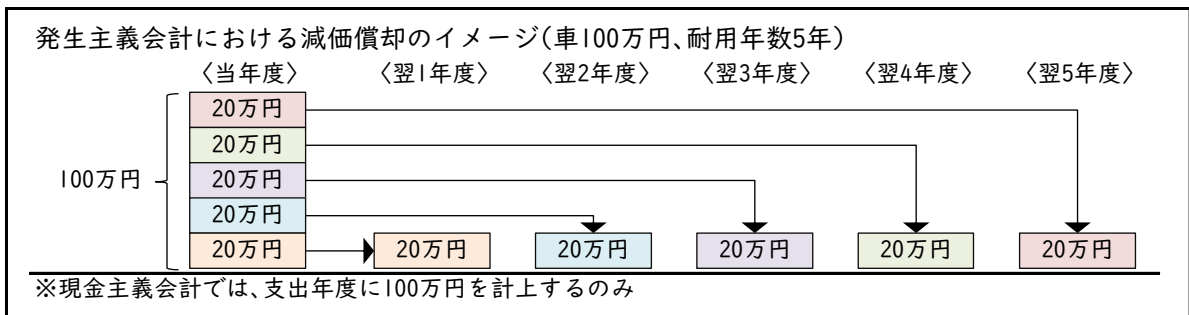 発生主義会計における減価償却のイメージ(車100万円、耐用年数5年)
〈当年度〉 〈翌1年度〉 〈翌2年度〉 〈翌3年度〉 〈翌4年度〉 〈翌5年度〉
20万円
20万円
100万円 20万円
20万円
20万円 20万円 20万円 20万円 20万円 20万円
※現金主義会計では、支出年度に100万円を計上するのみ